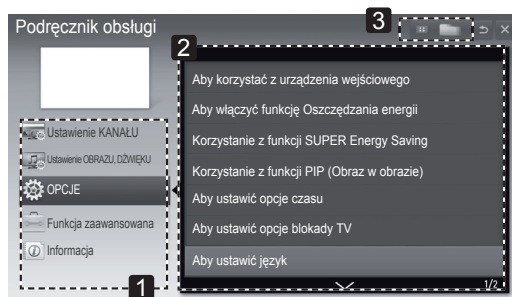 Podręcznik obsługi
3
2
Ustawienie KANAŁU
Ustawienie OBRAZU, DŹWIĘKU
OPCJE
Funkcja zaawansowana
Informacja
1
Aby korzystać z urządzenia wejściowego
Aby włączyć funkcję Oszczędzania energii
Korzystanie z funkcji SUPER Energy Saving
Korzystanie z funkcji PIP (Obraz w obrazie)
Aby ustawić opcje czasu
Aby ustawić opcje blokady TV
Aby ustawić język
1/2